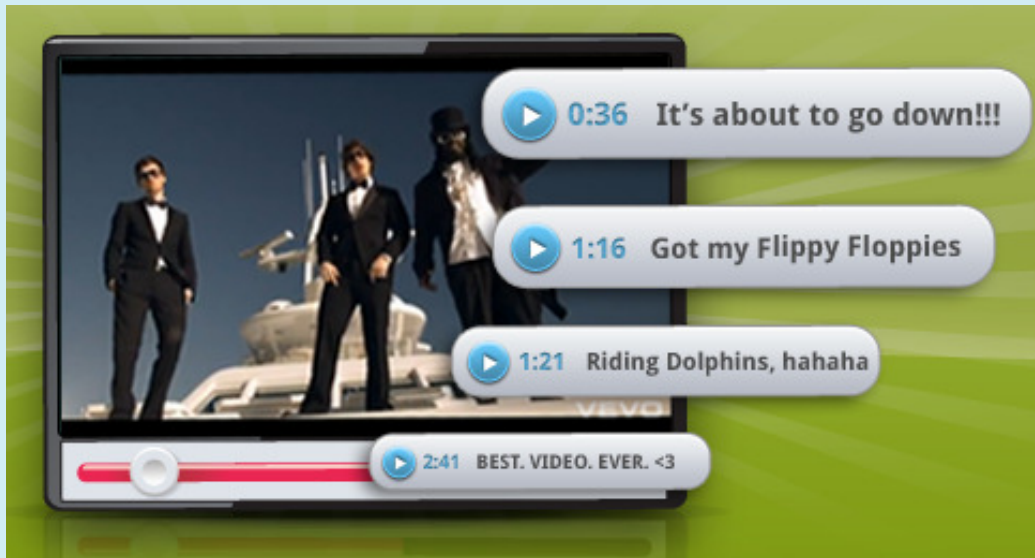 0:36 It's about to go down!!!
1:16 Got my Flippy Floppies
1:21 Riding Dolphins, hahaha
vevo
2:41 BEST. VIDEO. EVER. <3